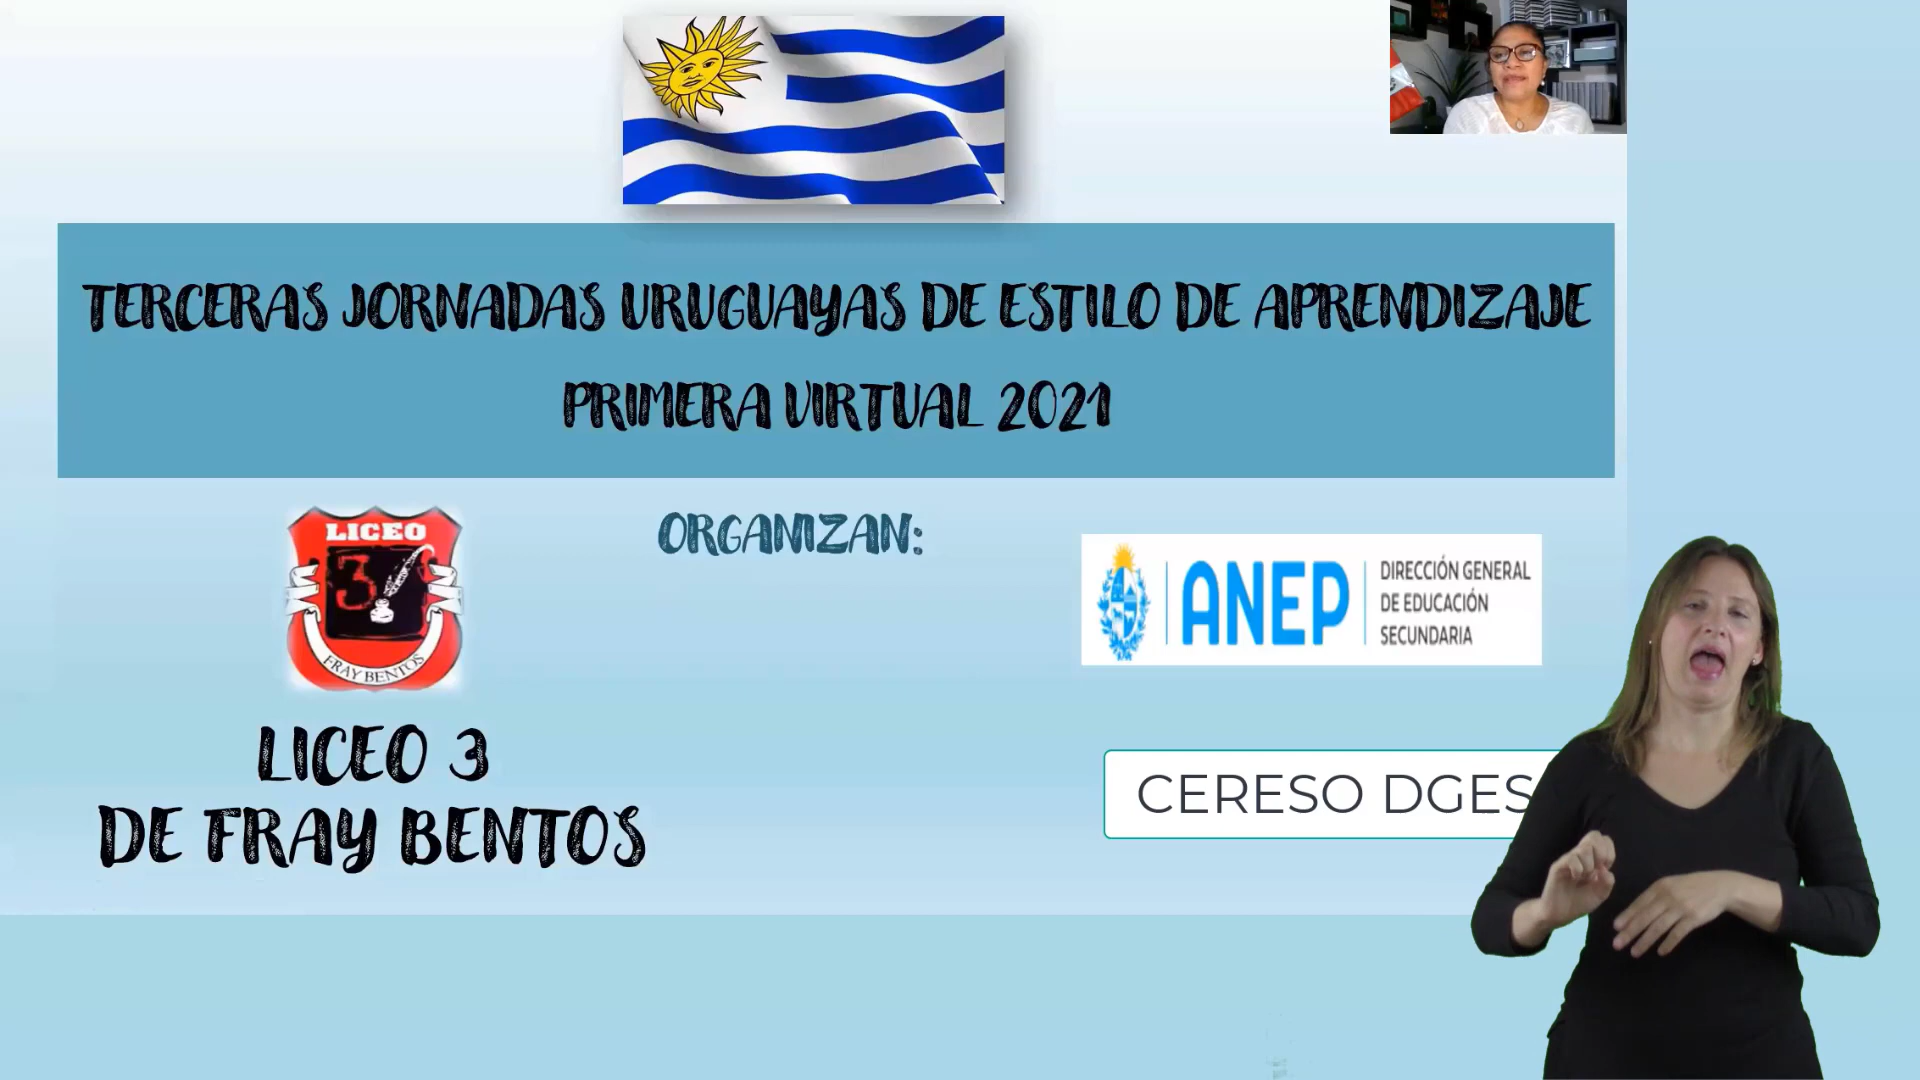 TERCERAS JORNADAS URUGUAYAS DE ESTILO DE APRENDIZAJE
PRIMERA VIRTUAL 2021
ORGANIZAN:
LICEO
3
FRAY BENTOS
ANEP
DIRECCIÓN GENERAL
DE EDUCACIÓN
SECUNDARIA
LICEO 3
DE FRAY BENTOS
CERESO DGES